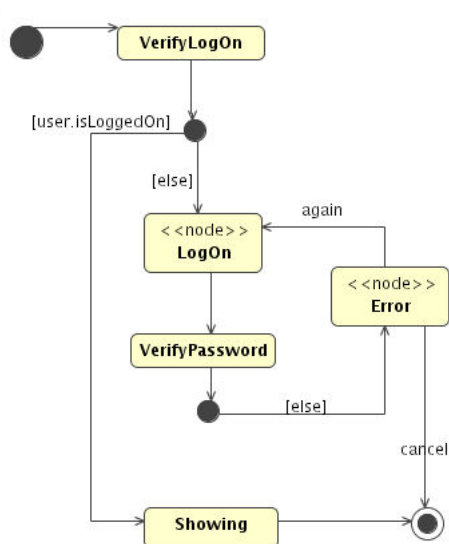 VerifyLogOn
[user.isLoggedOn]
[else]
again
<<node>>
LogOn
<<node>>
Error
VerifyPassword
[else]
cancel
Showing